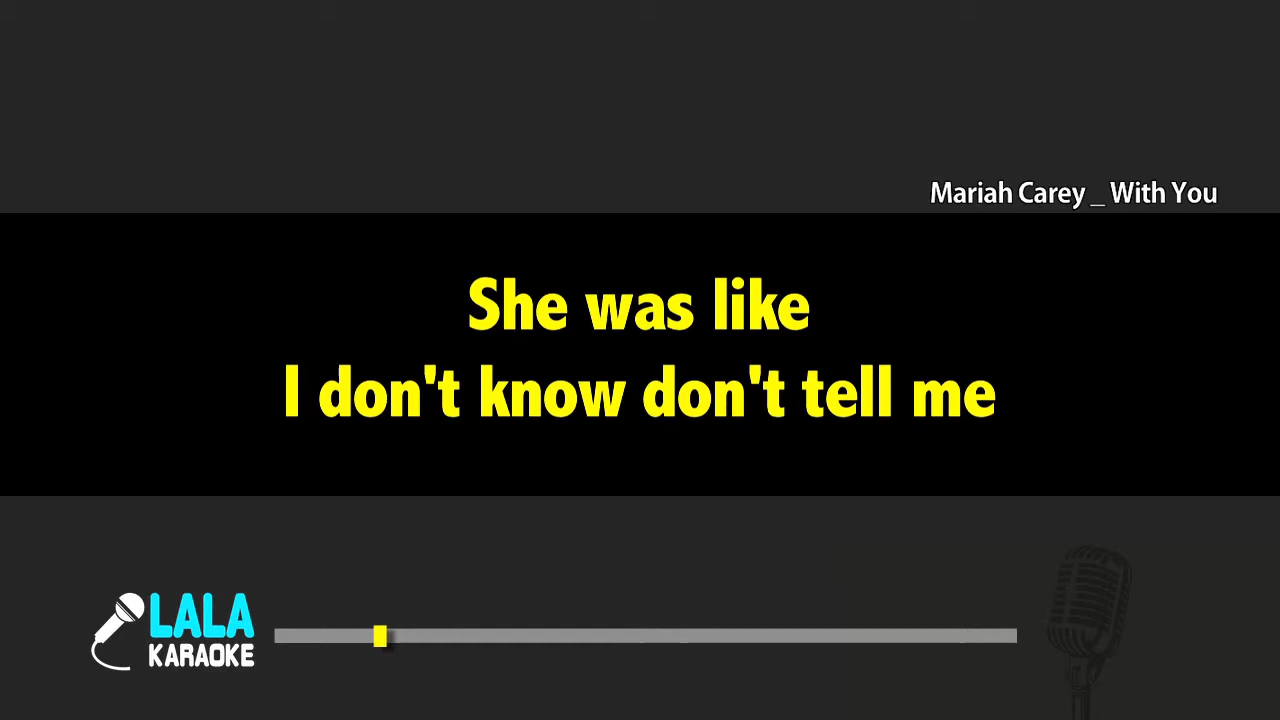 Mariah Carey _ With You
She was like
I don't know don't tell me
LALA
KARAOKE